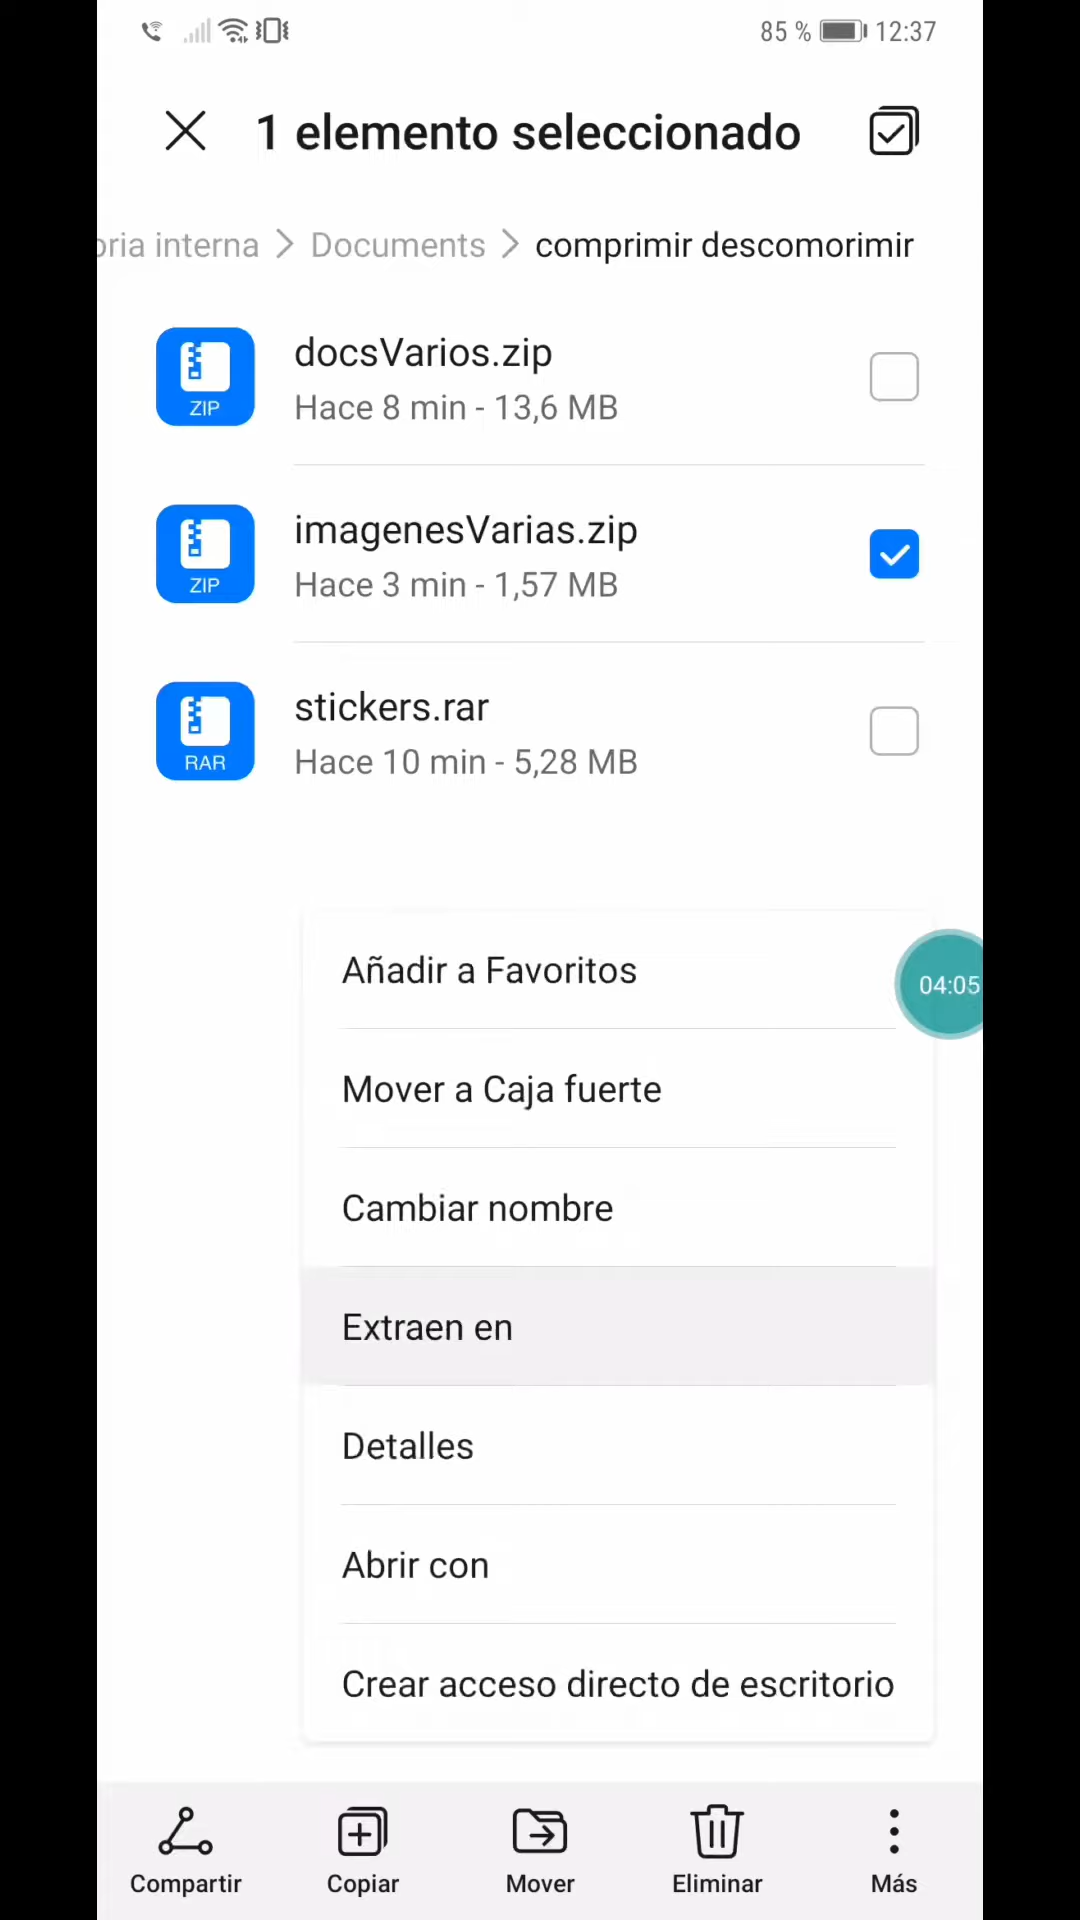 85 % 12:37
1 elemento seleccionado
oria interna > Documents > comprimir descomorimir
docsVarios.zip
ZIP
Hace 8 min - 13,6 MB
imagenesVarias.zip
ZIP
Hace 3 min - 1,57 MB
stickers.rar
RAR
Hace 10 min - 5,28 MB
Añadir a Favoritos
04:05
Mover a Caja fuerte
Cambiar nombre
Extraen en
Detalles
Abrir con
Crear acceso directo de escritorio
Compartir Copiar Mover Eliminar Más